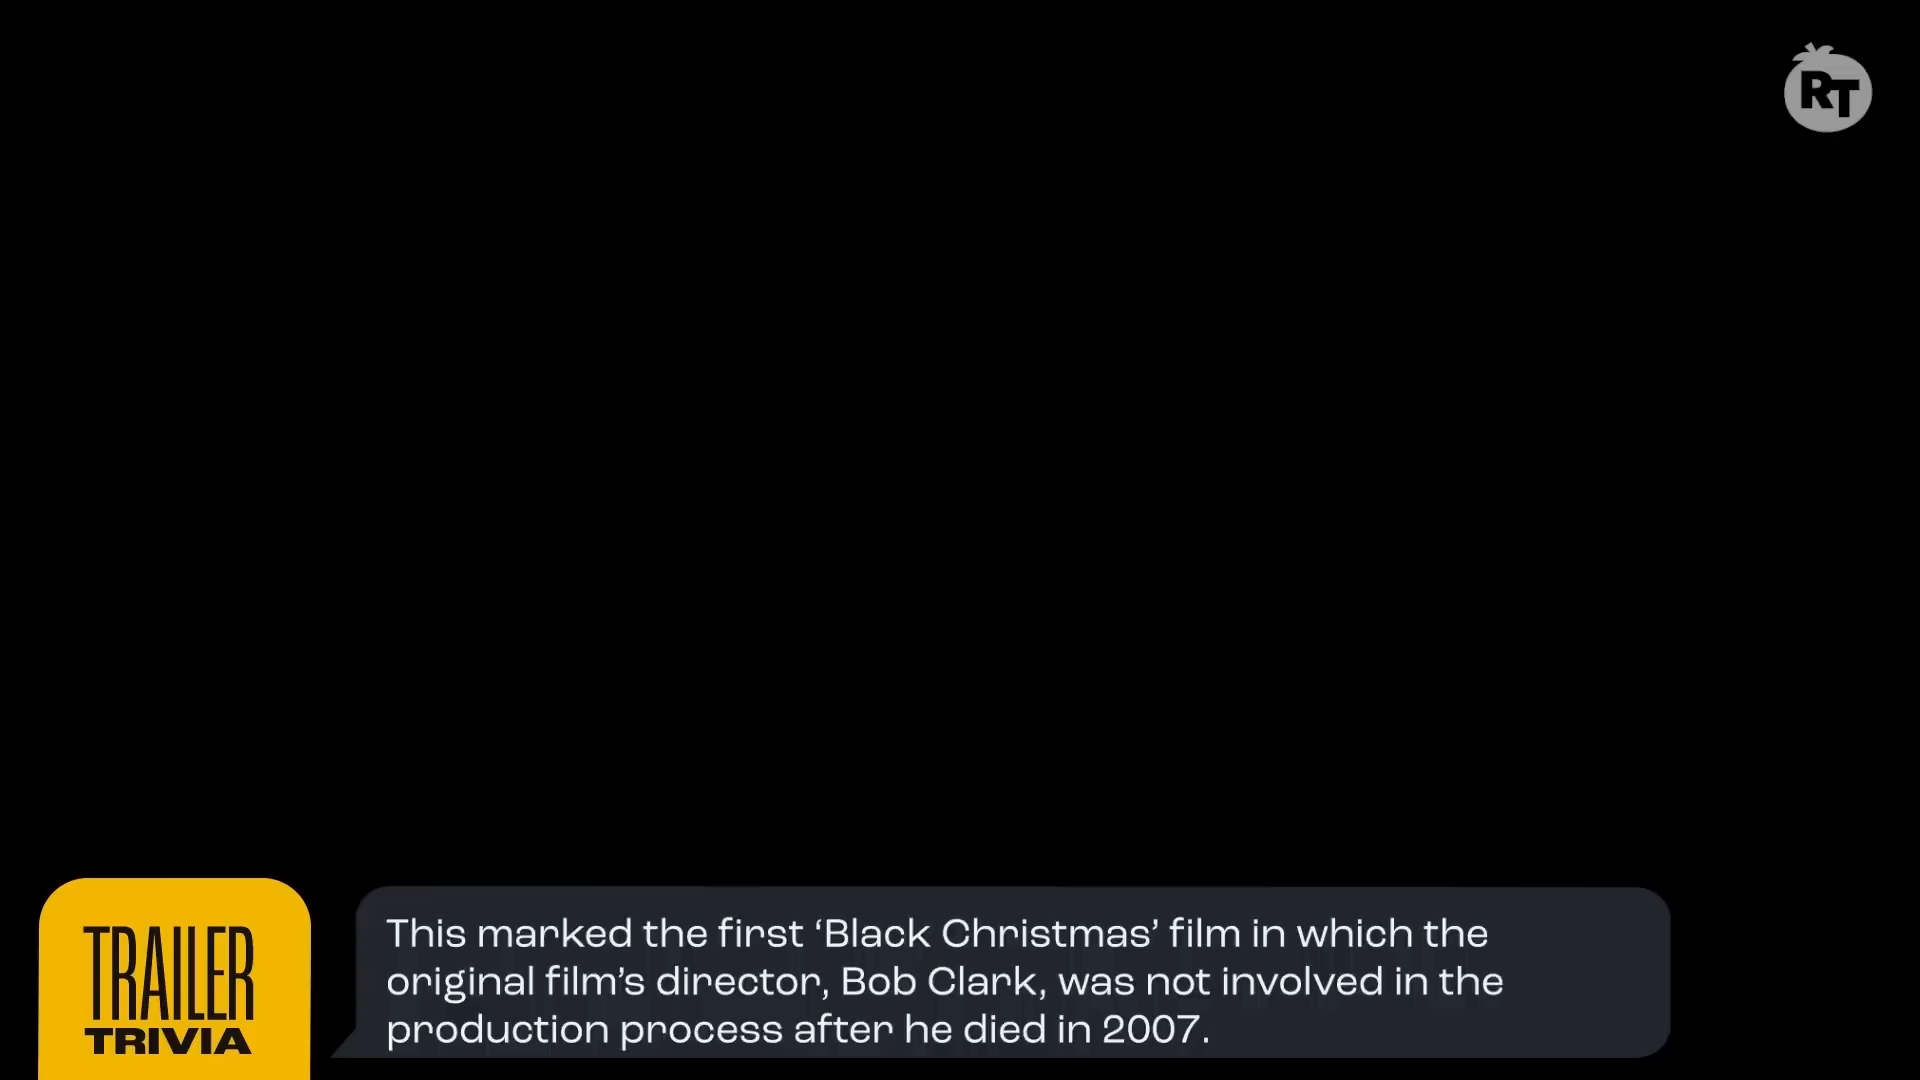 RT
This marked the first ‘Black Christmas’ film in which the
original film’s director, Bob Clark, was not involved in the
production process after he died in 2007.
TRAILER
TRIVIA